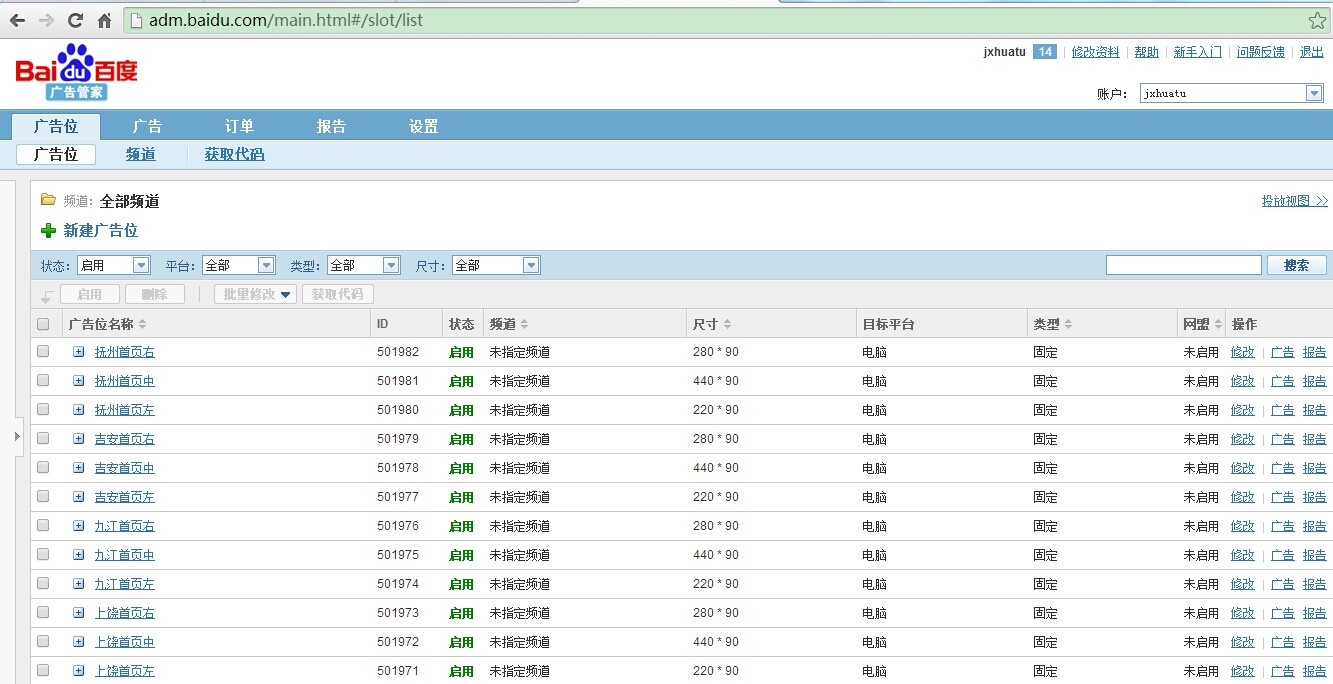 adm.baidu.com/main.html#/slot/list
Bai du 百度
广告管家
jxhuatu 14 修改资料 帮助 新手入门 问题反馈 退出
账户： jxhuatu
广告位 广告 订单 报告 设置
广告位 频道 获取代码
频道：全部频道 投放视图 >>
新建广告位
状态： 启用 平台： 全部 类型： 全部 尺寸： 全部 搜索
启用 删除 批量修改 获取代码
广告位名称 ID 状态 频道 尺寸 目标平台 类型 网盟 操作
抚州首页右 501982 启用 未指定频道 280 * 90 电脑 固定 未启用 修改 广告 报告
抚州首页中 501981 启用 未指定频道 440 * 90 电脑 固定 未启用 修改 广告 报告
抚州首页左 501980 启用 未指定频道 220 * 90 电脑 固定 未启用 修改 广告 报告
吉安首页右 501979 启用 未指定频道 280 * 90 电脑 固定 未启用 修改 广告 报告
吉安首页中 501978 启用 未指定频道 440 * 90 电脑 固定 未启用 修改 广告 报告
吉安首页左 501977 启用 未指定频道 220 * 90 电脑 固定 未启用 修改 广告 报告
九江首页右 501976 启用 未指定频道 280 * 90 电脑 固定 未启用 修改 广告 报告
九江首页中 501975 启用 未指定频道 440 * 90 电脑 固定 未启用 修改 广告 报告
九江首页左 501974 启用 未指定频道 220 * 90 电脑 固定 未启用 修改 广告 报告
上饶首页右 501973 启用 未指定频道 280 * 90 电脑 固定 未启用 修改 广告 报告
上饶首页中 501972 启用 未指定频道 440 * 90 电脑 固定 未启用 修改 广告 报告
上饶首页左 501971 启用 未指定频道 220 * 90 电脑 固定 未启用 修改 广告 报告